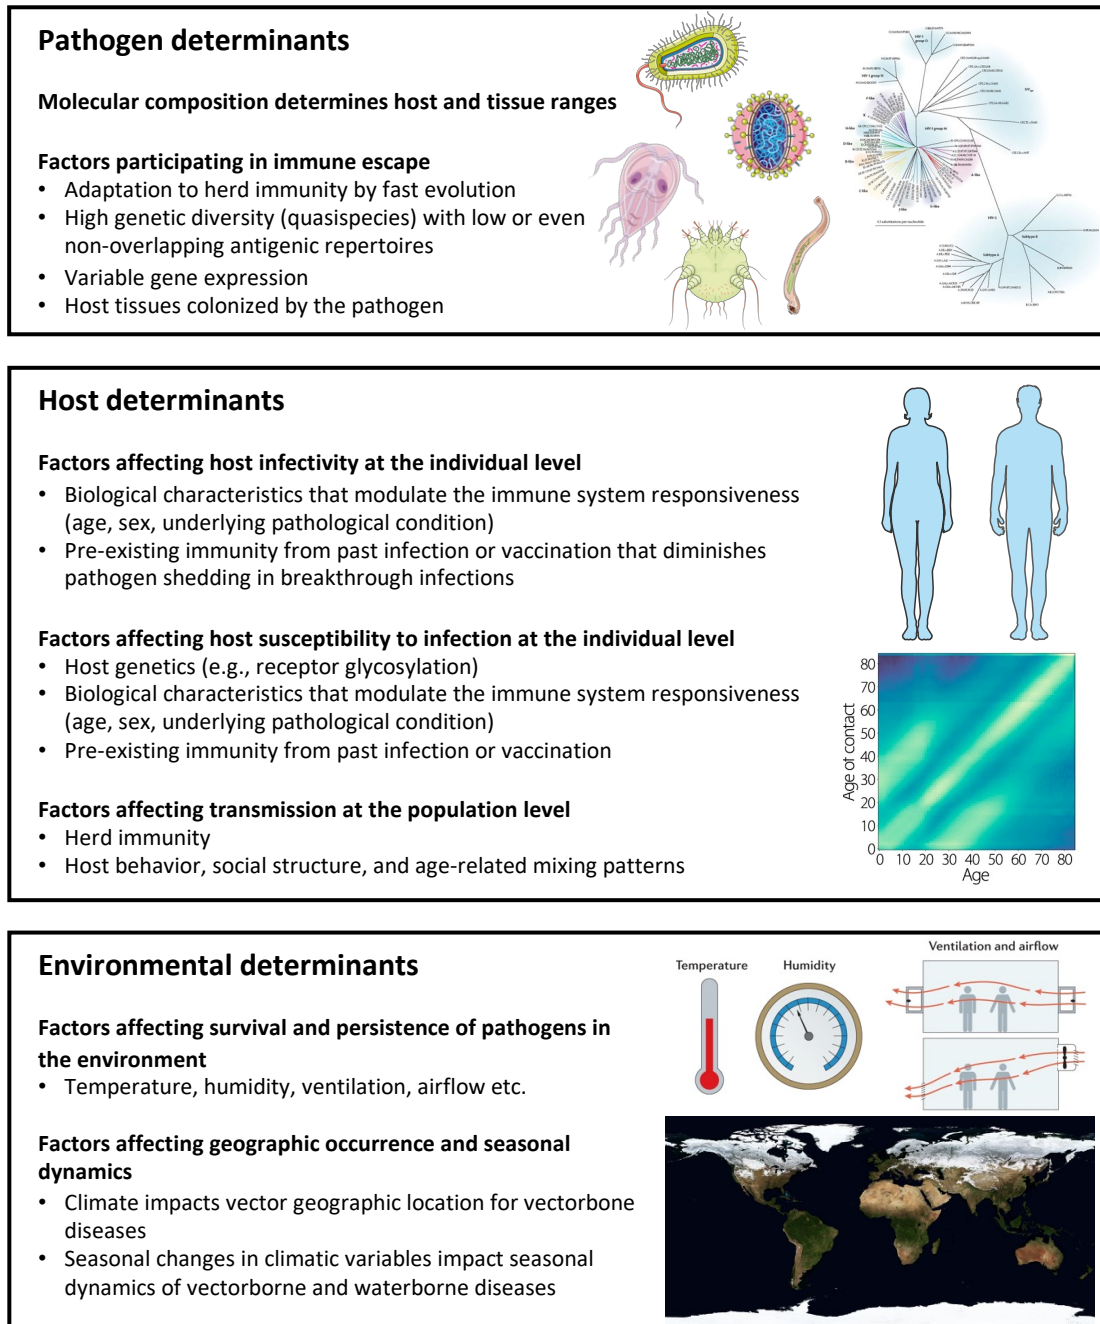 Pathogen determinants
Molecular composition determines host and tissue ranges
Factors participating in immune escape
• Adaptation to herd immunity by fast evolution
• High genetic diversity (quasispecies) with low or even
non-overlapping antigenic repertoires
• Variable gene expression
• Host tissues colonized by the pathogen
Host determinants
Factors affecting host infectivity at the individual level
• Biological characteristics that modulate the immune system responsiveness
(age, sex, underlying pathological condition)
• Pre-existing immunity from past infection or vaccination that diminishes
pathogen shedding in breakthrough infections
Factors affecting host susceptibility to infection at the individual level
• Host genetics (e.g., receptor glycosylation)
• Biological characteristics that modulate the immune system responsiveness
(age, sex, underlying pathological condition)
• Pre-existing immunity from past infection or vaccination
Factors affecting transmission at the population level
• Herd immunity
• Host behavior, social structure, and age-related mixing patterns
Age of contact
80
70
60
50
40
30
20
10
0
0 10 20 30 40 50 60 70 80
Age
Environmental determinants
Factors affecting survival and persistence of pathogens in
the environment
• Temperature, humidity, ventilation, airflow etc.
Factors affecting geographic occurrence and seasonal
dynamics
• Climate impacts vector geographic location for vectorbone
diseases
• Seasonal changes in climatic variables impact seasonal
dynamics of vectorborne and waterborne diseases
Temperature
Humidity
Ventilation and airflow